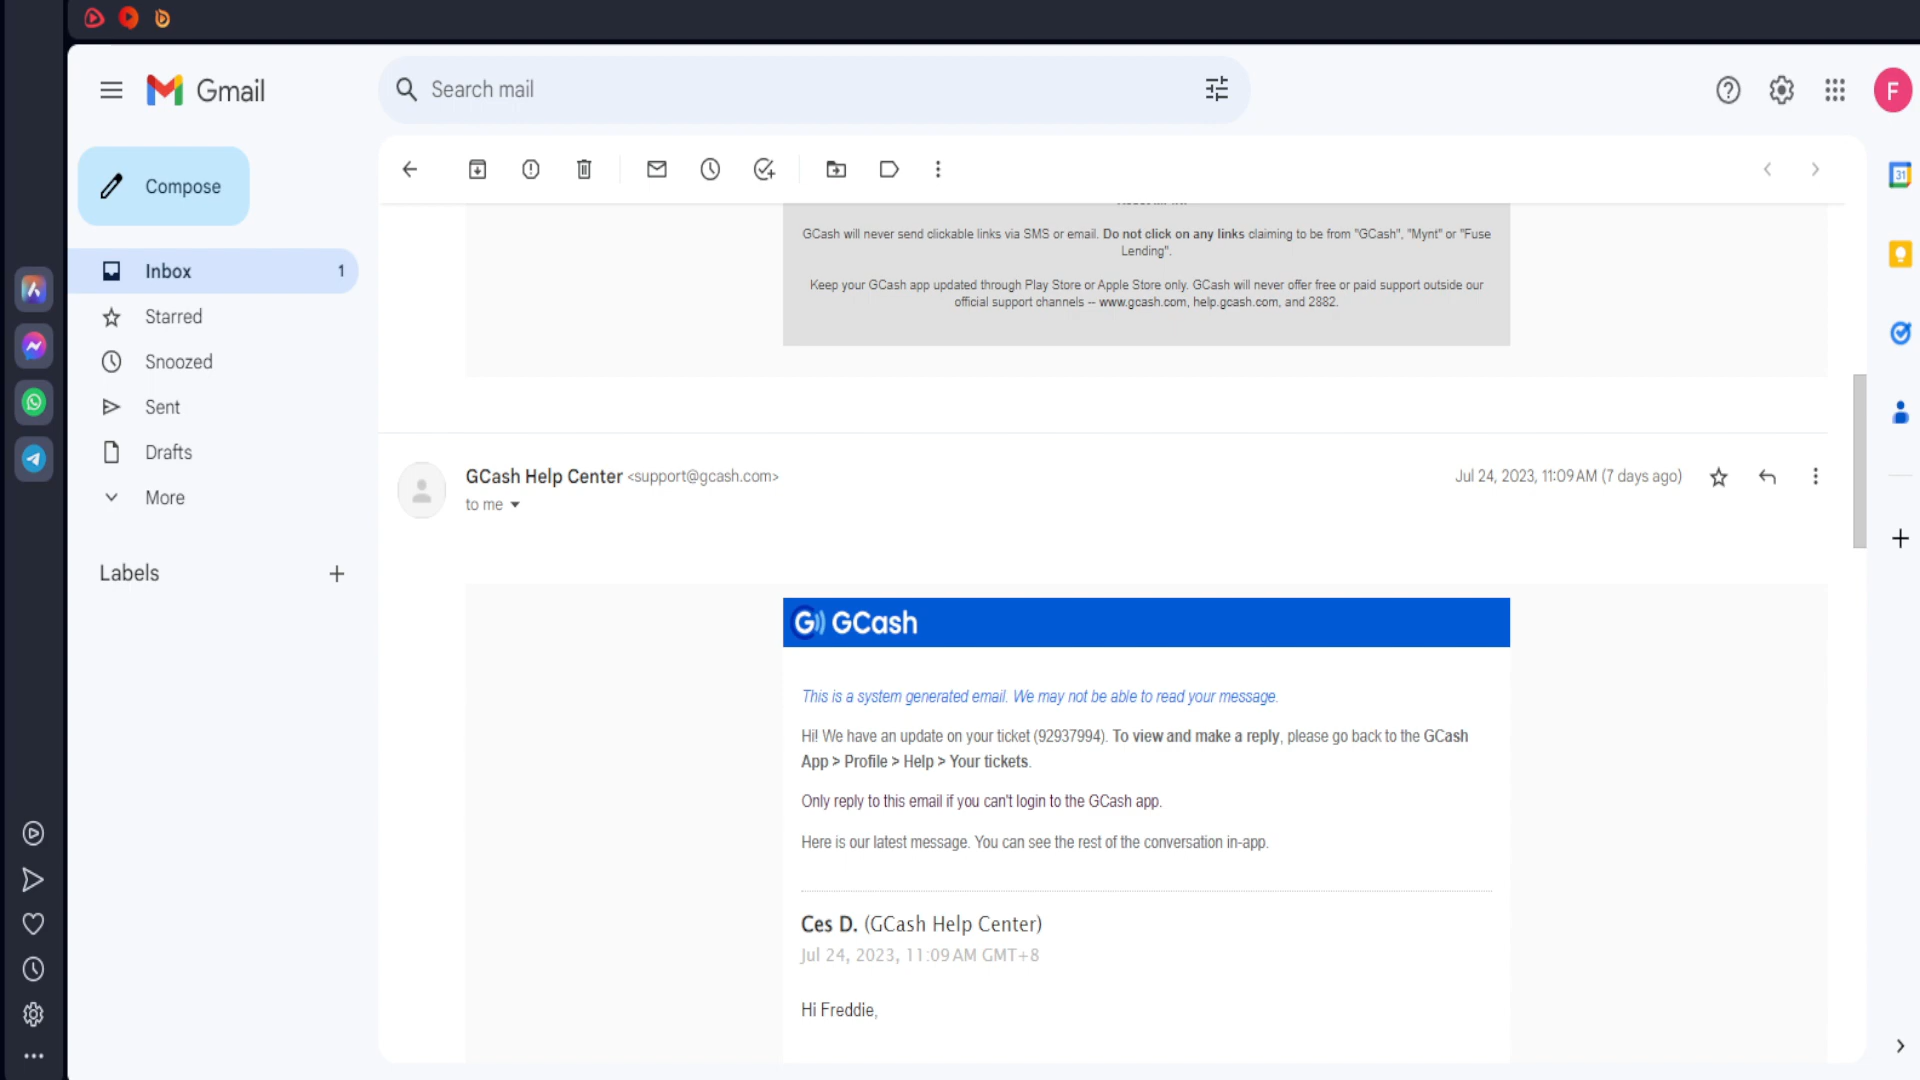 Gmail
Search mail
F
Compose
Inbox 1
Starred
Snoozed
Sent
Drafts
More
Labels
31
GCash will never send clickable links via SMS or email. Do not click on any links claiming to be from "GCash", "Mynt" or "Fuse
Lending".
Keep your GCash app updated through Play Store or Apple Store only. GCash will never offer free or paid support outside our
official support channels -- www.gcash.com, help.gcash.com, and 2882.
GCash Help Center <support@gcash.com>
Jul 24, 2023, 11:09 AM (7 days ago)
to me
G)) GCash
This is a system generated email. We may not be able to read your message.
Hi! We have an update on your ticket (92937994). To view and make a reply, please go back to the GCash
App > Profile > Help > Your tickets.
Only reply to this email if you can't login to the GCash app.
Here is our latest message. You can see the rest of the conversation in-app.
Ces D. (GCash Help Center)
Jul 24, 2023, 11:09 AM GMT+8
Hi Freddie,